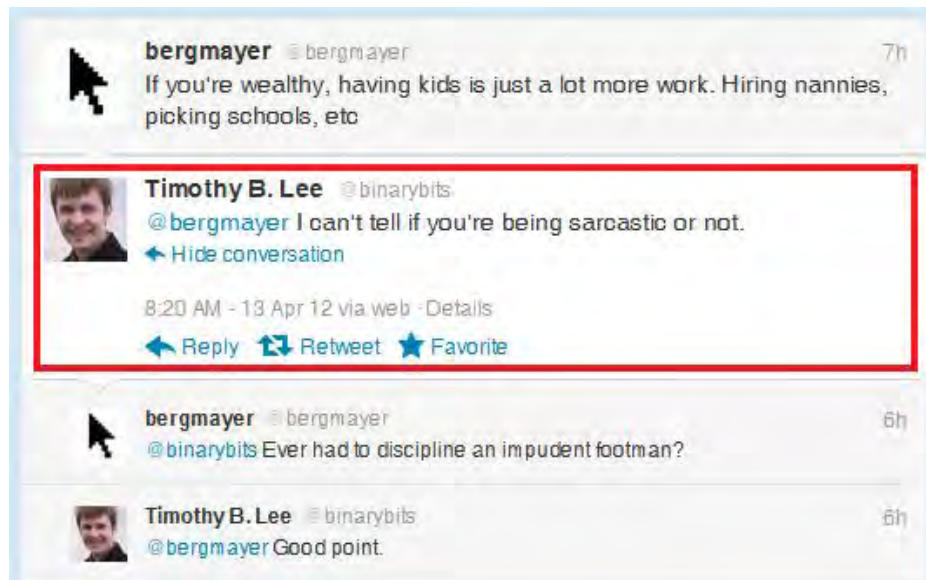 bergmayer @bergmayer 7h
If you're wealthy, having kids is just a lot more work. Hiring nannies,
picking schools, etc
Timothy B. Lee @binarybits
@bergmayer I can't tell if you're being sarcastic or not.
Hide conversation
8:20 AM - 13 Apr 12 via web · Details
Reply Retweet Favorite
bergmayer @bergmayer 6h
@binarybits Ever had to discipline an impudent footman?
Timothy B. Lee @binarybits 6h
@bergmayer Good point.